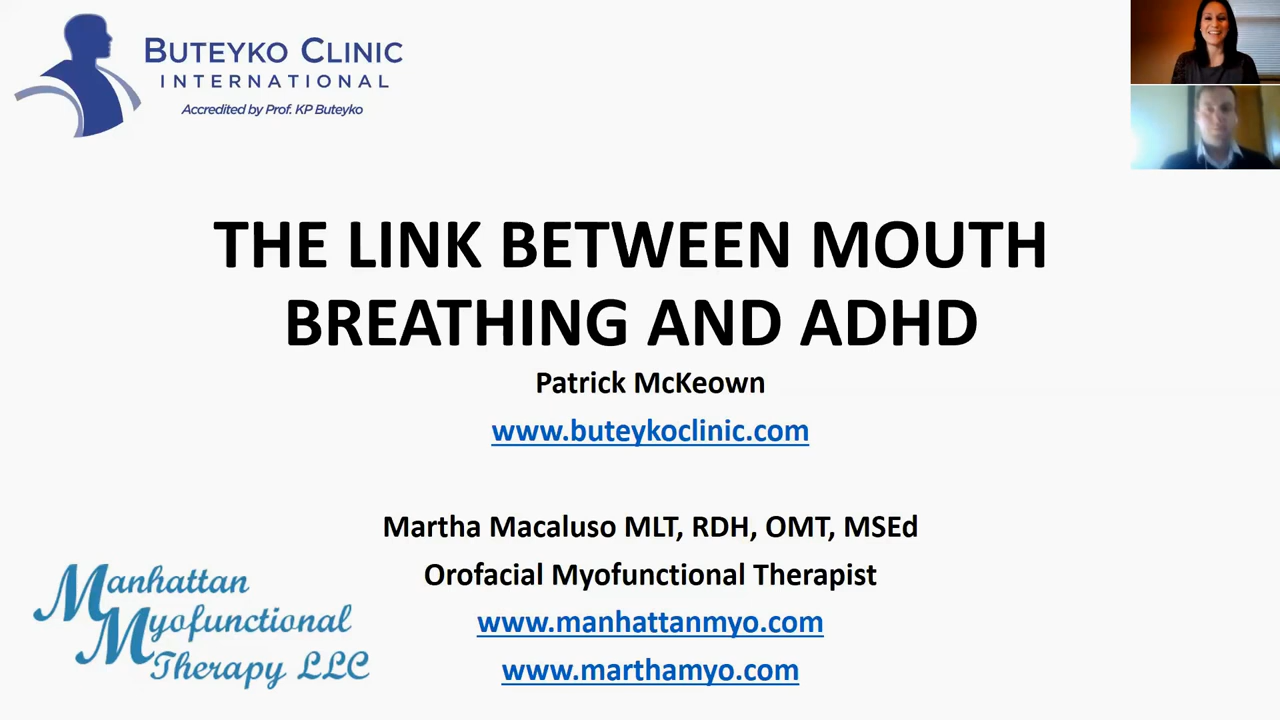 BUTEYKO CLINIC
INTERNATIONAL
Accredited by Prof. KP Buteyko
THE LINK BETWEEN MOUTH
BREATHING AND ADHD
Patrick McKeown
www.buteykoclinic.com
Martha Macaluso MLT, RDH, OMT, MSEd
Orofacial Myofunctional Therapist
www.manhattanmyo.com
www.marthamyo.com
Manhattan
Myofunctional
Therapy LLC